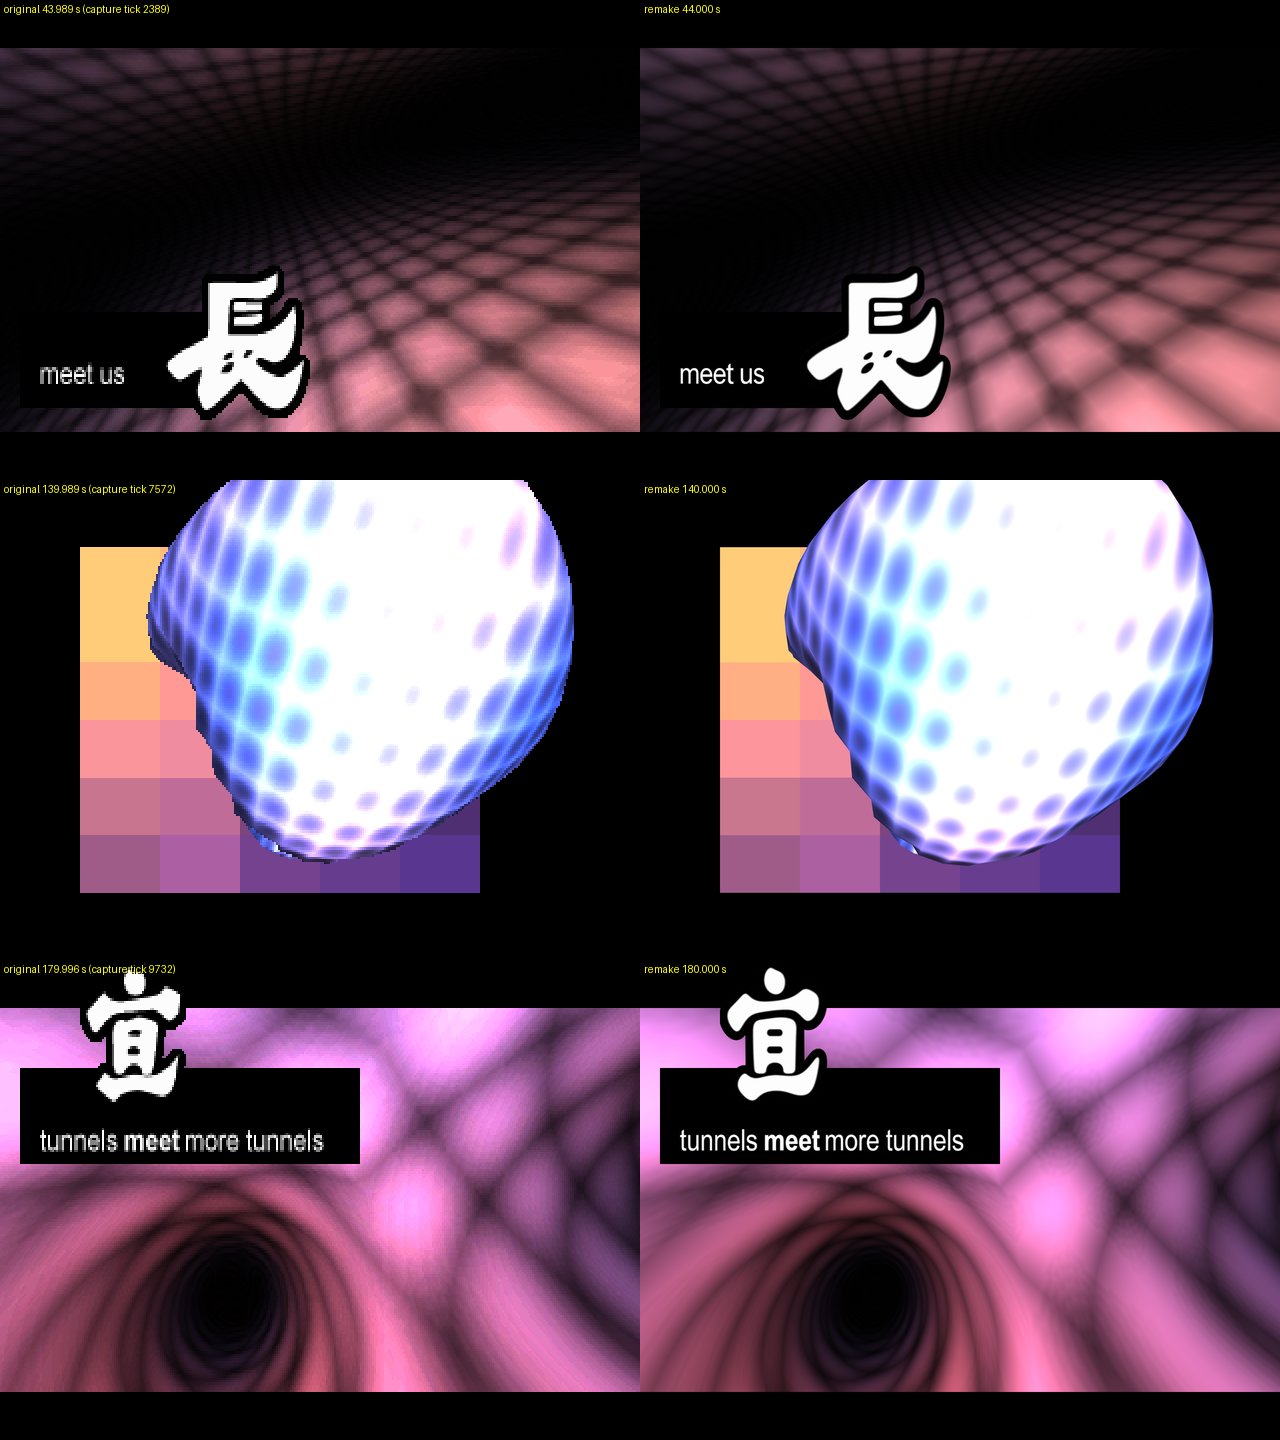 original 43.989 s (capture tick 2389)
remake 44.000 s
長
meet us
長
meet us
original 139.989 s (capture tick 7572)
remake 140.000 s
original 179.996 s (capture tick 9732)
remake 180.000 s
宜
tunnels meet more tunnels
宜
tunnels meet more tunnels